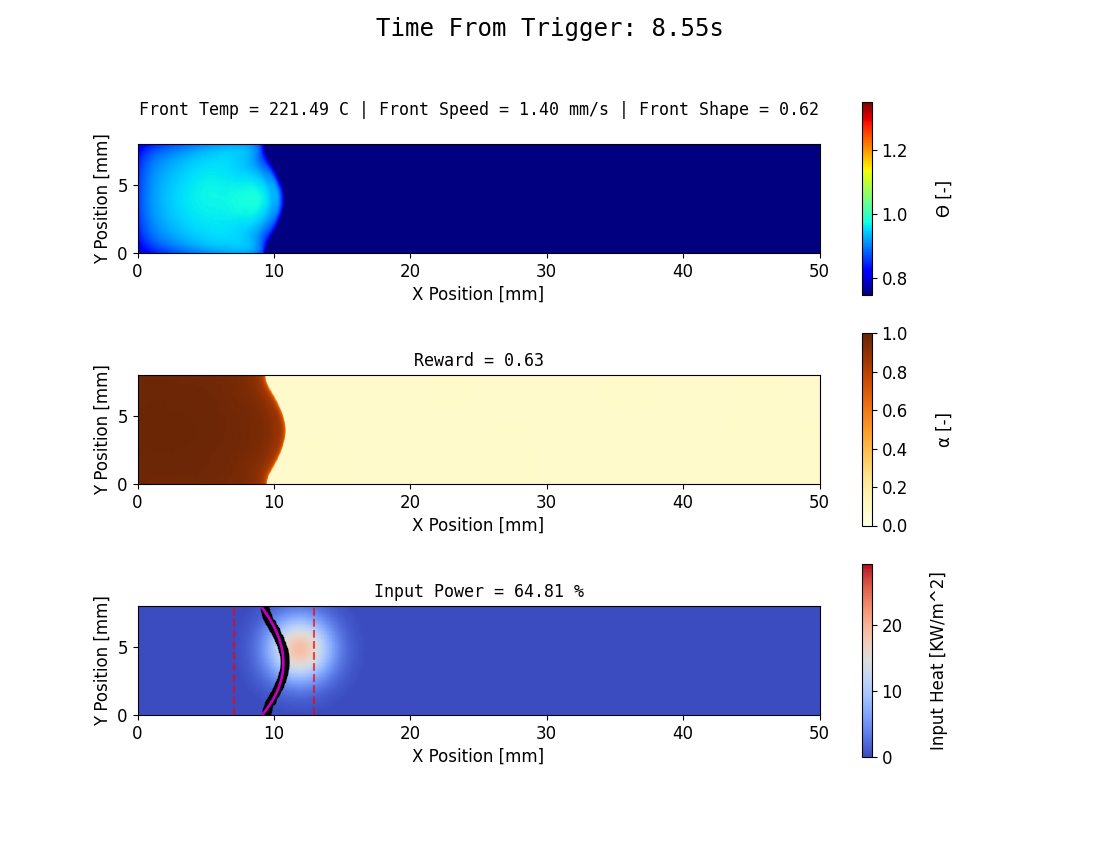 Time From Trigger: 8.55s
Front Temp = 221.49 C | Front Speed = 1.40 mm/s | Front Shape = 0.62
Y Position [mm]
5
0
0 10 20 30 40 50
X Position [mm]
1.2
1.0
0.8
Θ [-]
Reward = 0.63
Y Position [mm]
5
0
0 10 20 30 40 50
X Position [mm]
1.0
0.8
0.6
0.4
0.2
0.0
α [-]
Input Power = 64.81 %
Y Position [mm]
5
0
0 10 20 30 40 50
X Position [mm]
20
10
0
Input Heat [KW/m^2]